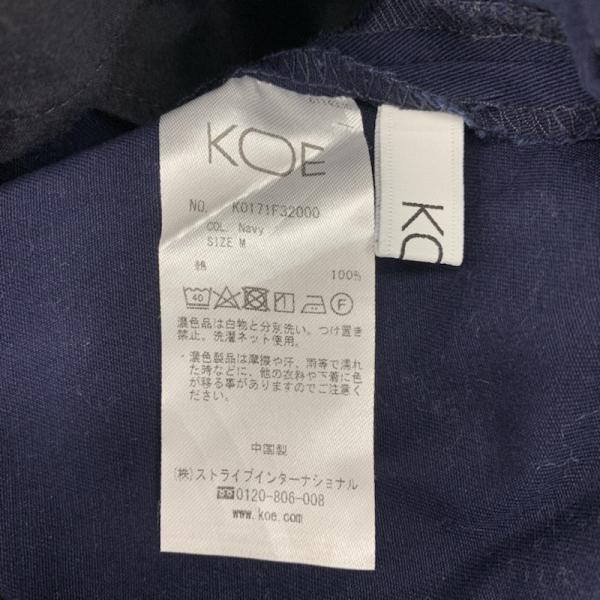 KOE
NO. K0171F32000
COL. Navy
SIZE M
綿 100%
40
F
濃色品は白物と分別洗い。つけ置き
禁止。洗濯ネット使用。
・濃色製品は摩擦や汗、雨等で濡れ
た時などに、他の衣料や下着に色
が移る事がありますのでご注意く
ださい。
中国製
(株)ストライプインターナショナル
0120-806-008
www.koe.com
KO